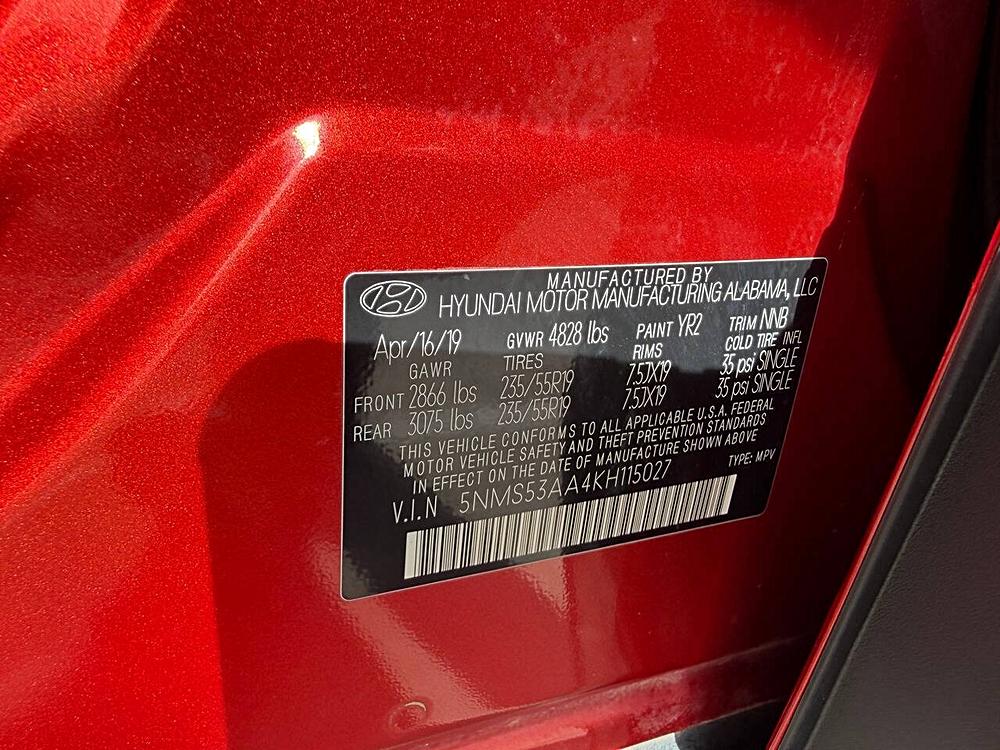 MANUFACTURED BY
HYUNDAI MOTOR MANUFACTURING ALABAMA, LLC
Apr/16/19 GVWR 4828 lbs PAINT YR2 TRIM NNB
GAWR TIRES RIMS COLD TIRE INFL
FRONT 2866 lbs 235/55R19 7.5JX19 35 psi SINGLE
REAR 3075 lbs 235/55R19 7.5JX19 35 psi SINGLE
THIS VEHICLE CONFORMS TO ALL APPLICABLE U.S.A. FEDERAL
MOTOR VEHICLE SAFETY AND THEFT PREVENTION STANDARDS
IN EFFECT ON THE DATE OF MANUFACTURE SHOWN ABOVE
V.I.N 5NMS53AA4KH115027 TYPE: MPV